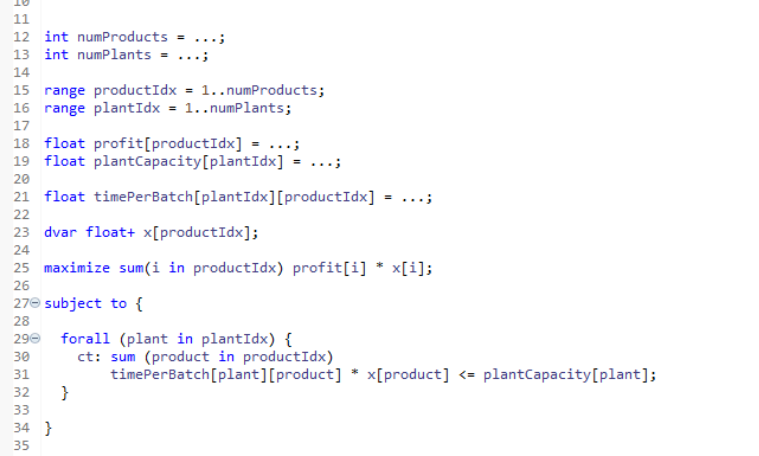 10
11
12 int numProducts = ...;
13 int numPlants = ...;
14
15 range productIdx = 1..numProducts;
16 range plantIdx = 1..numPlants;
17
18 float profit[productIdx] = ...;
19 float plantCapacity[plantIdx] = ...;
20
21 float timePerBatch[plantIdx][productIdx] = ...;
22
23 dvar float+ x[productIdx];
24
25 maximize sum(i in productIdx) profit[i] * x[i];
26
27 subject to {
28
29   forall (plant in plantIdx) {
30     ct: sum (product in productIdx)
31         timePerBatch[plant][product] * x[product] <= plantCapacity[plant];
32   }
33
34 }
35